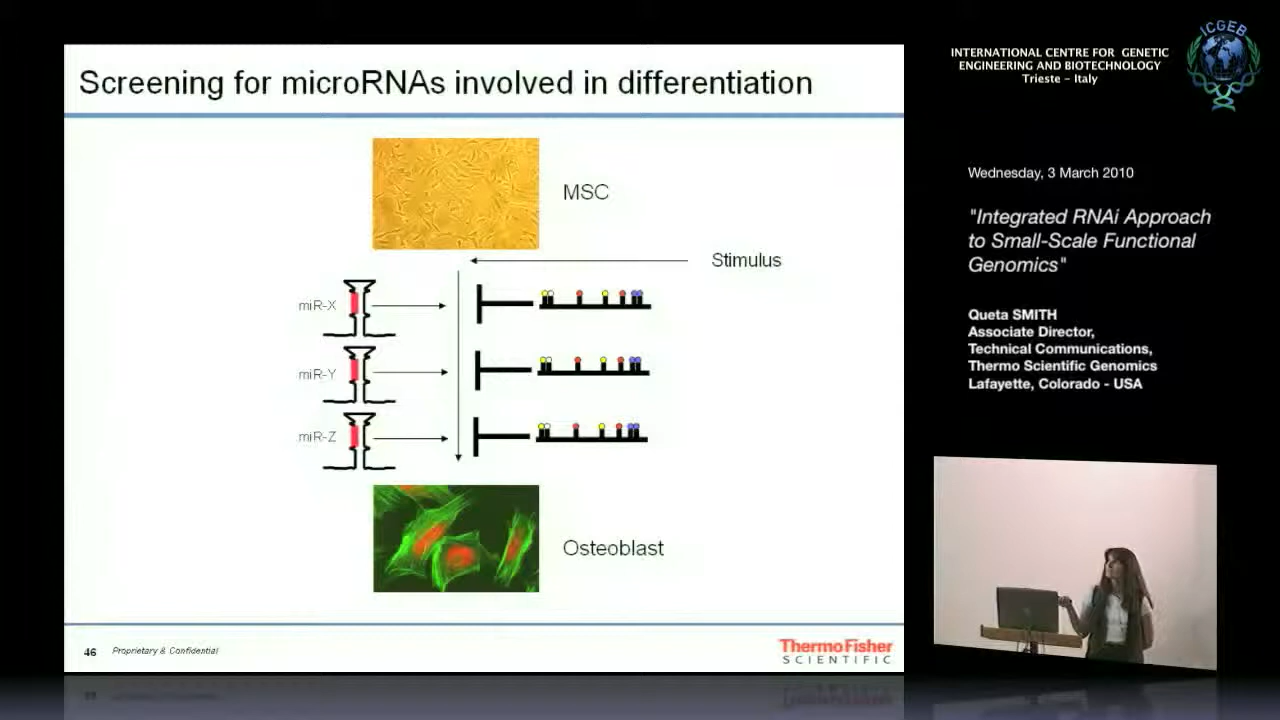 Screening for microRNAs involved in differentiation
MSC
Stimulus
miR-X
miR-Y
miR-Z
Osteoblast
46 Proprietary & Confidential
ThermoFisher
SCIENTIFIC
INTERNATIONAL CENTRE FOR GENETIC
ENGINEERING AND BIOTECHNOLOGY
Trieste - Italy
ICGEB
Wednesday, 3 March 2010
"Integrated RNAi Approach
to Small-Scale Functional
Genomics"
Queta SMITH
Associate Director,
Technical Communications,
Thermo Scientific Genomics
Lafayette, Colorado - USA